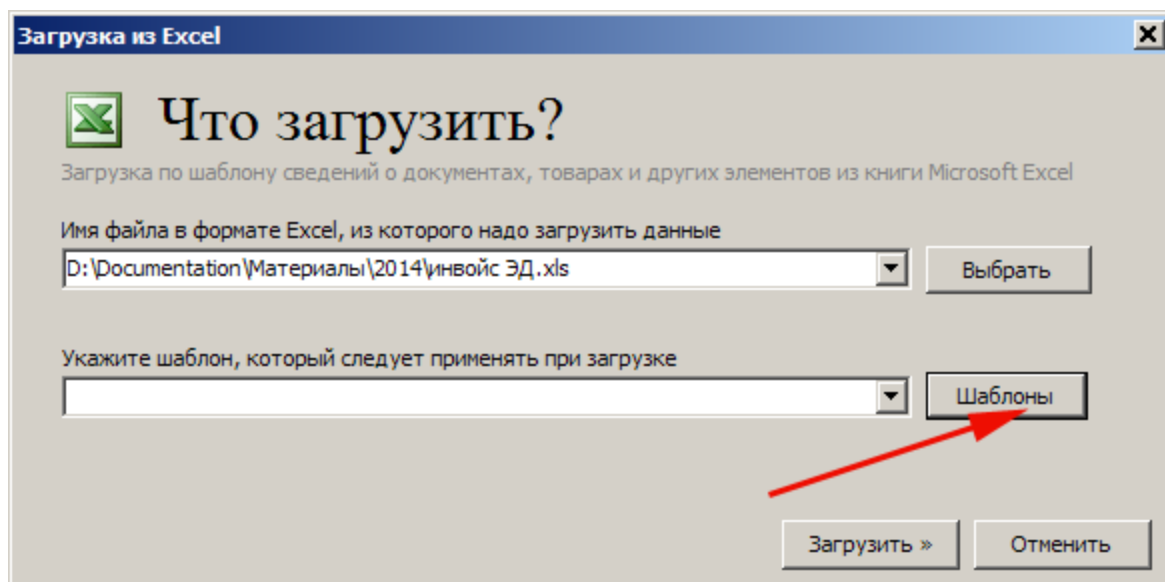 Загрузка из Excel
Что загрузить?
Загрузка по шаблону сведений о документах, товарах и других элементов из книги Microsoft Excel
Имя файла в формате Excel, из которого надо загрузить данные
D:\Documentation\Материалы\2014\инвойс ЭД.xls
Выбрать
Укажите шаблон, который следует применять при загрузке
Шаблоны
Загрузить »
Отменить